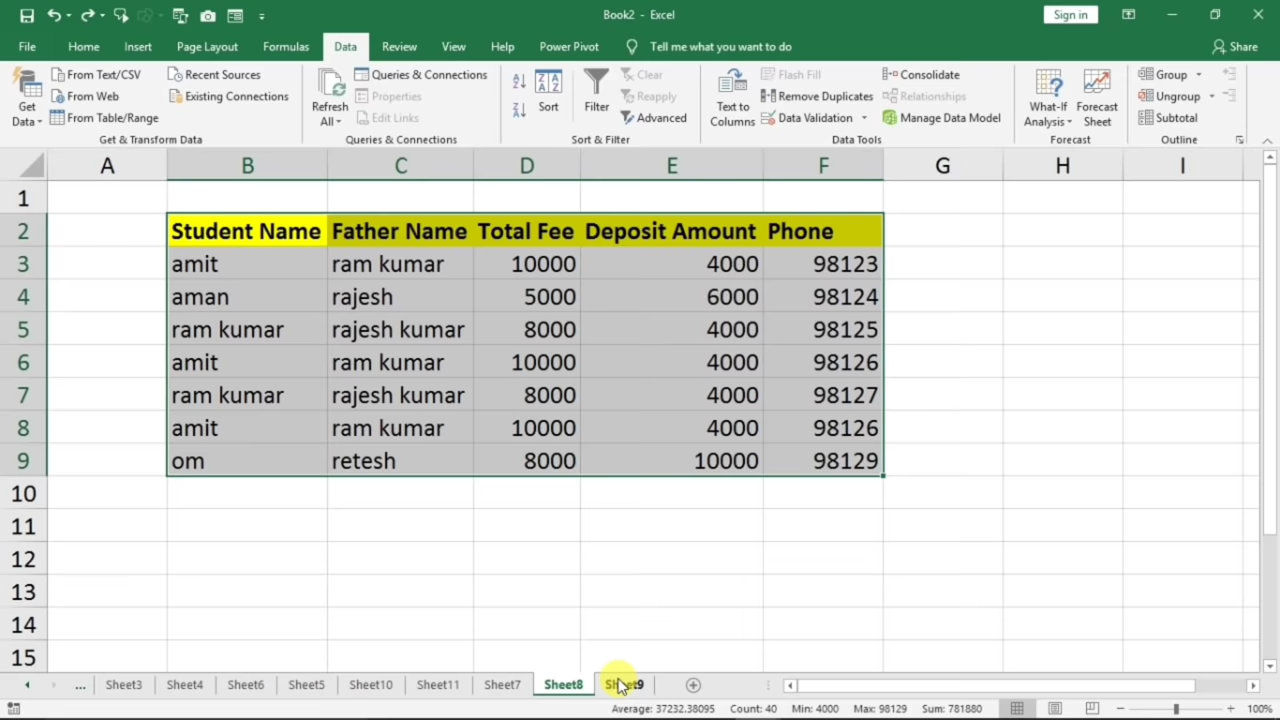 Book2 - Excel
Sign in
File Home Insert Page Layout Formulas Data Review View Help Power Pivot Tell me what you want to do Share
Get Data
From Text/CSV
From Web
From Table/Range
Recent Sources
Existing Connections
Get & Transform Data
Refresh All
Queries & Connections
Properties
Edit Links
Queries & Connections
Sort
Filter
Clear
Reapply
Advanced
Sort & Filter
Text to Columns
Flash Fill
Remove Duplicates
Data Validation
Consolidate
Relationships
Manage Data Model
Data Tools
What-If Analysis
Forecast Sheet
Forecast
Group
Ungroup
Subtotal
Outline
A B C D E F G H I
1
2 Student Name Father Name Total Fee Deposit Amount Phone
3 amit ram kumar 10000 4000 98123
4 aman rajesh 5000 6000 98124
5 ram kumar rajesh kumar 8000 4000 98125
6 amit ram kumar 10000 4000 98126
7 ram kumar rajesh kumar 8000 4000 98127
8 amit ram kumar 10000 4000 98126
9 om retesh 8000 10000 98129
10
11
12
13
14
15
... Sheet3 Sheet4 Sheet6 Sheet5 Sheet10 Sheet11 Sheet7 Sheet8 Sheet9
Average: 37232.38095 Count: 40 Min: 4000 Max: 98129 Sum: 781880 100%